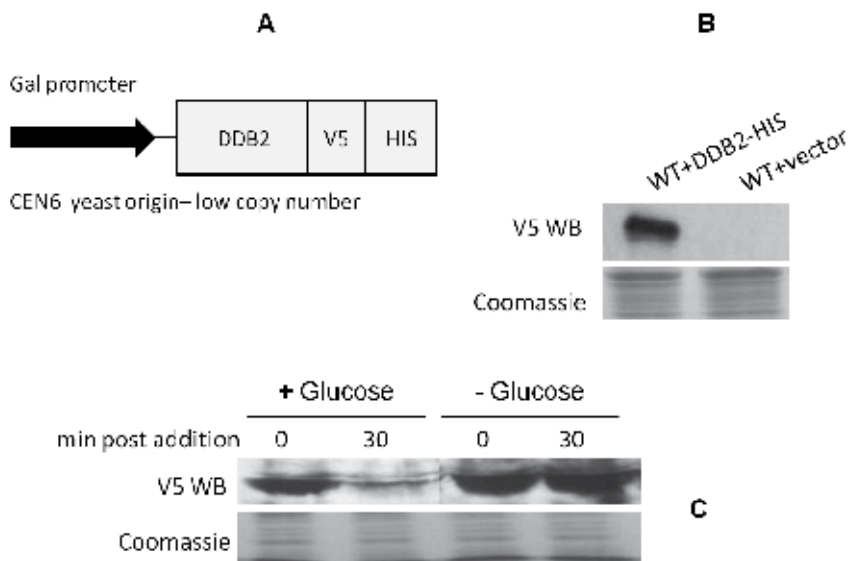 A
B
Gal promoter
DDB2 V5 HIS
CEN6 yeast origin– low copy number
WT+DDB2-HIS
WT+vector
V5 WB
Coomassie
+ Glucose - Glucose
min post addition 0 30 0 30
V5 WB
Coomassie
C